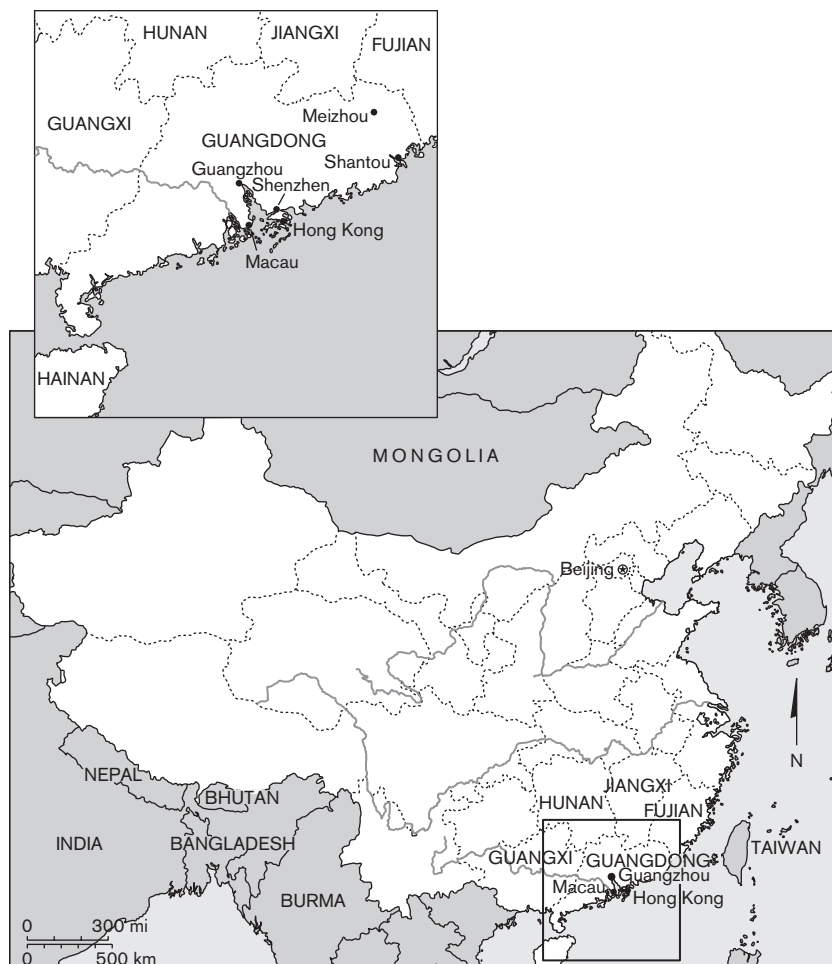 HUNAN
JIANGXI
FUJIAN
Meizhou
GUANGXI
GUANGDONG
Shantou
Guangzhou
Shenzhen
Hong Kong
Macau
HAINAN
MONGOLIA
Beijing
N
NEPAL
BHUTAN
JIANGXI
HUNAN
FUJIAN
INDIA
BANGLADESH
GUANGXI
GUANGDONG
TAIWAN
Guangzhou
BURMA
Macau
Hong Kong
0 300 mi
0 500 km